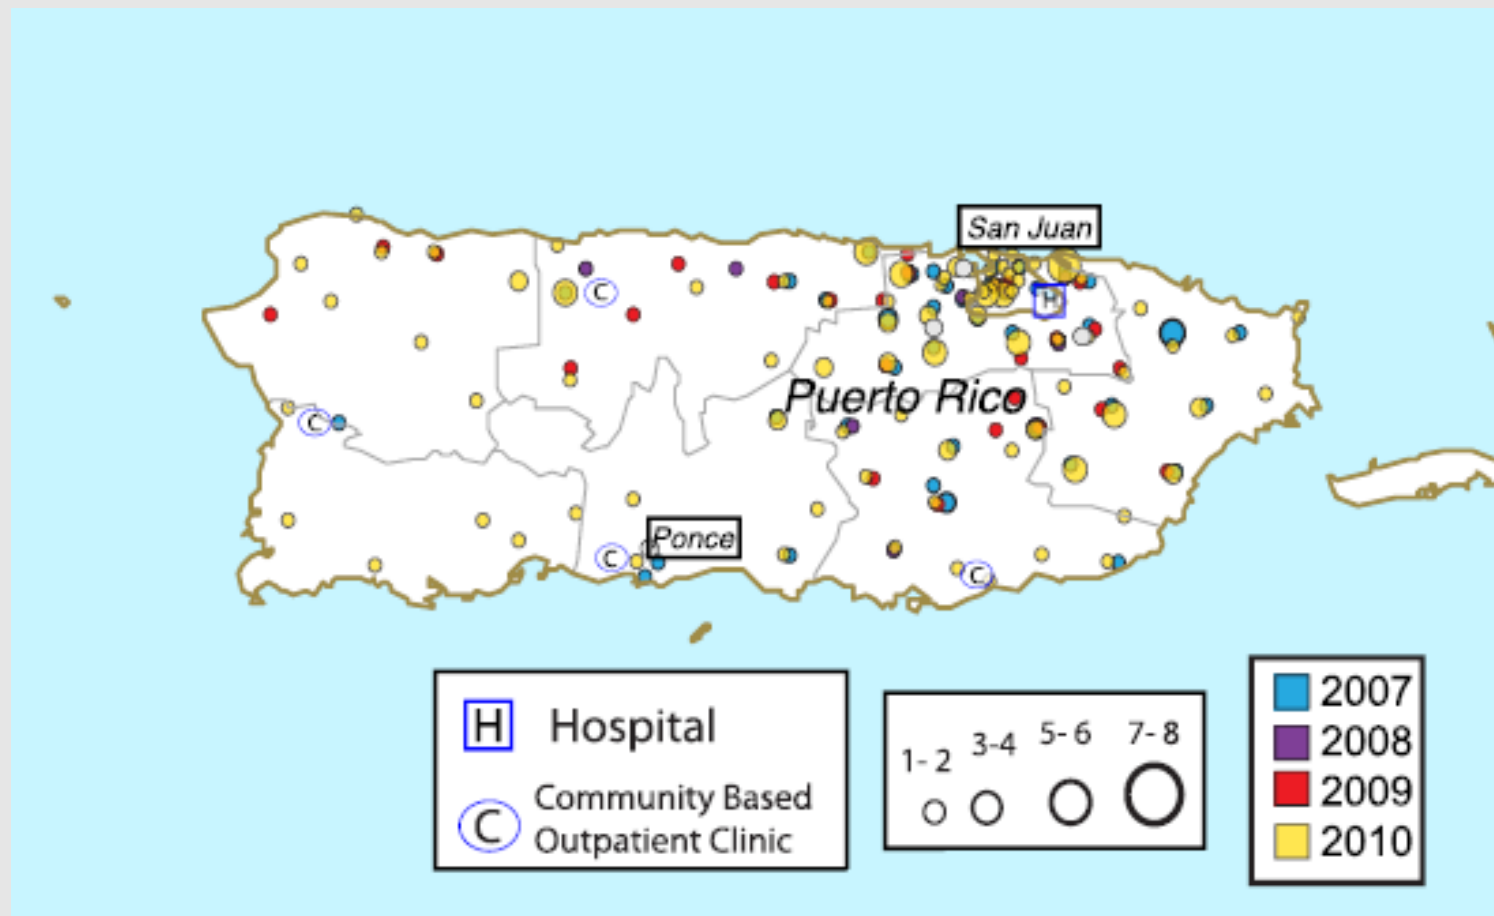 San Juan
C
H
Puerto Rico
C
Ponce
C
C
H Hospital
C Community Based
Outpatient Clinic
1-2 3-4 5-6 7-8
2007
2008
2009
2010